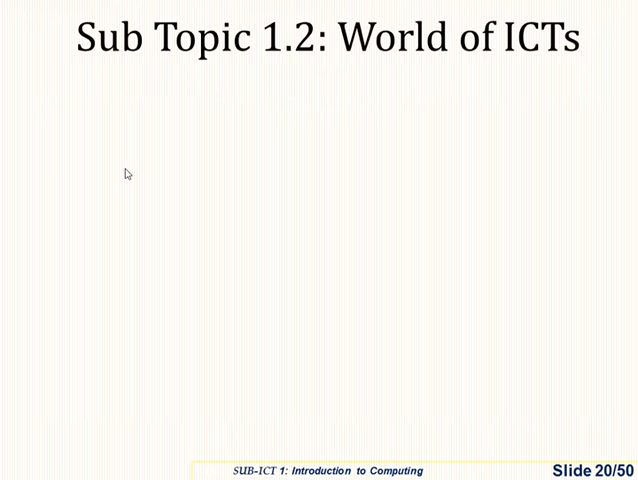 Sub Topic 1.2: World of ICTs
SUB-ICT 1: Introduction to Computing
Slide 20/50